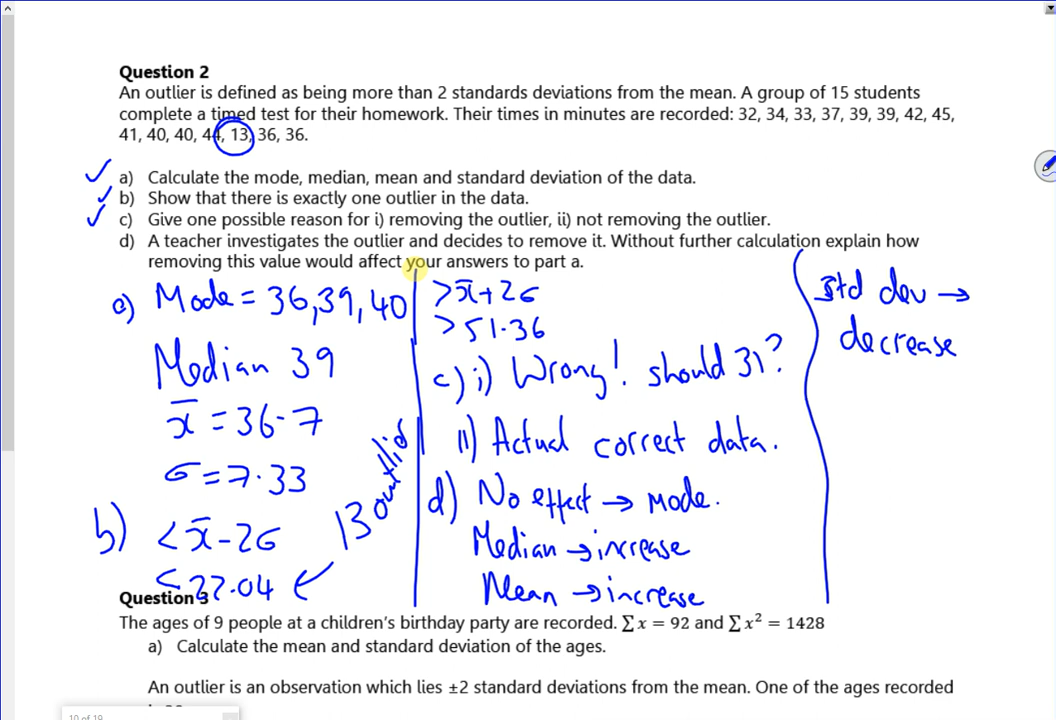 Question 2
An outlier is defined as being more than 2 standards deviations from the mean. A group of 15 students
complete a timed test for their homework. Their times in minutes are recorded: 32, 34, 33, 37, 39, 39, 42, 45,
41, 40, 40, 44, 13, 36, 36.
a) Calculate the mode, median, mean and standard deviation of the data.
b) Show that there is exactly one outlier in the data.
c) Give one possible reason for i) removing the outlier, ii) not removing the outlier.
d) A teacher investigates the outlier and decides to remove it. Without further calculation explain how
removing this value would affect your answers to part a.
a) Mode = 36,39,40
Median 39
x̄ = 36.7
σ = 7.33
b) < x̄ - 2σ
< 22.04 ←
13 outlid
> x̄ + 2σ
> 51.36
c) i) Wrong! should 31?
ii) Actual correct data.
d) No effect → Mode.
Median → increase
Mean → increase
Std dev →
decrease
Question 3
The ages of 9 people at a children's birthday party are recorded. ∑ x = 92 and ∑ x² = 1428
a) Calculate the mean and standard deviation of the ages.
An outlier is an observation which lies ±2 standard deviations from the mean. One of the ages recorded
10 of 19